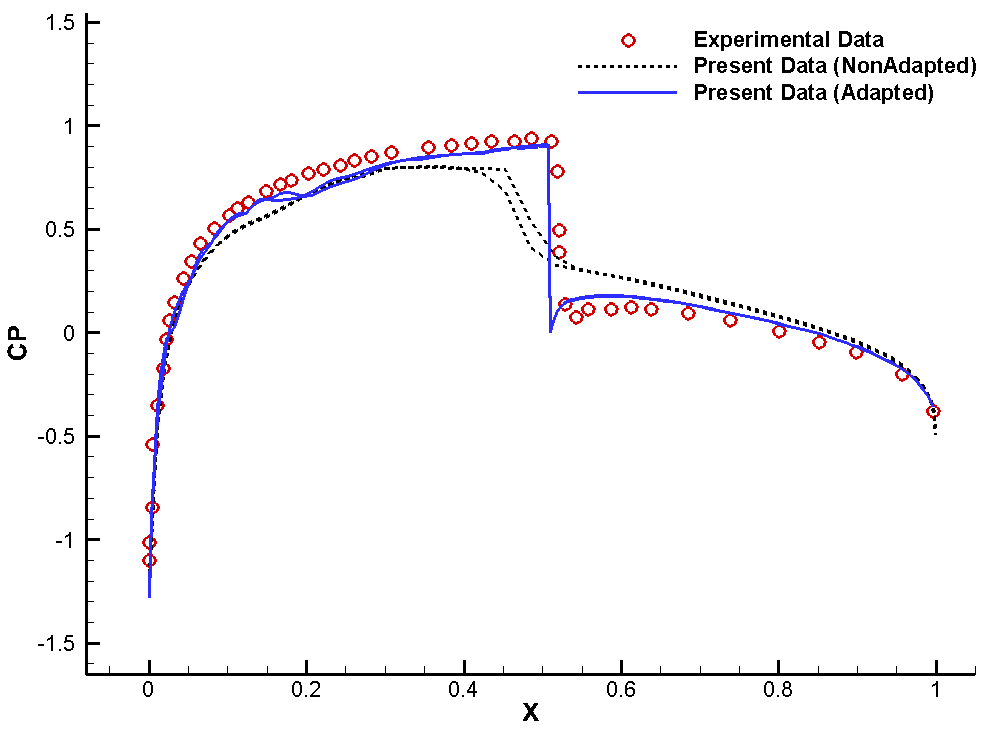 1.5
Experimental Data
Present Data (NonAdapted)
Present Data (Adapted)
1
0.5
0
-0.5
-1
-1.5
CP
0 0.2 0.4 0.6 0.8 1
X